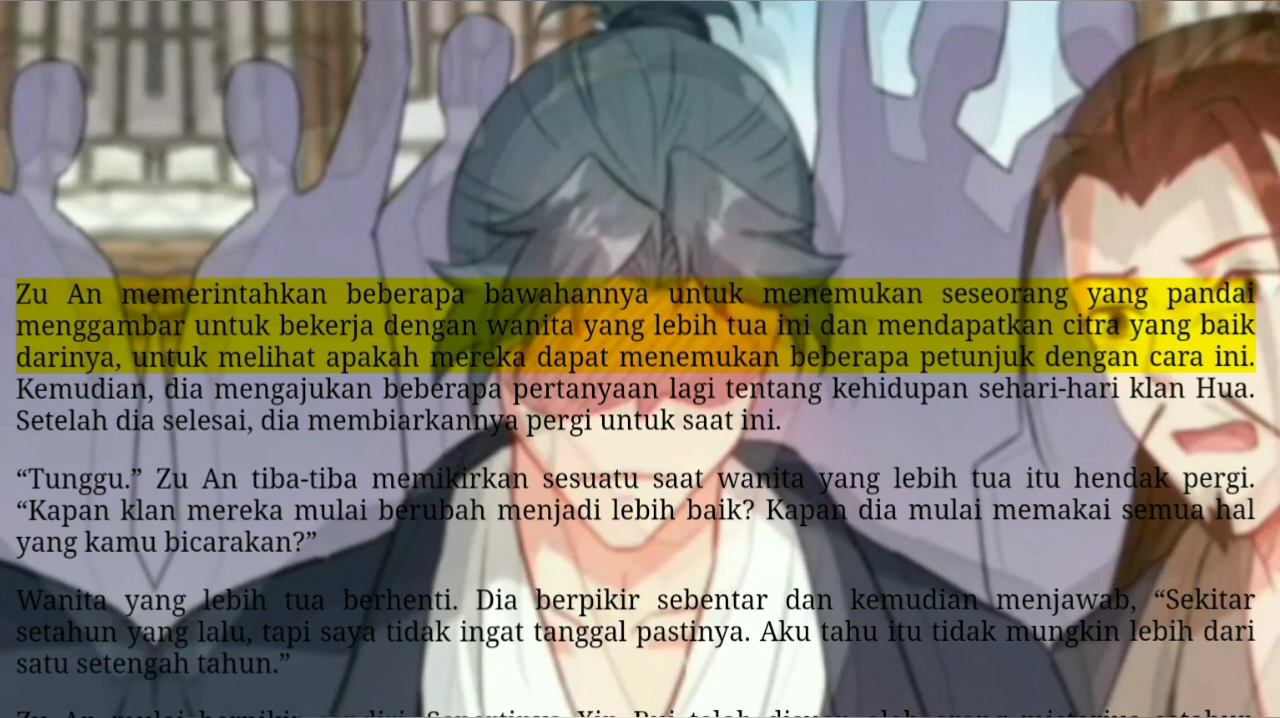 Zu An memerintahkan beberapa bawahannya untuk menemukan seseorang yang pandai
menggambar untuk bekerja dengan wanita yang lebih tua ini dan mendapatkan citra yang baik
darinya, untuk melihat apakah mereka dapat menemukan beberapa petunjuk dengan cara ini.
Kemudian, dia mengajukan beberapa pertanyaan lagi tentang kehidupan sehari-hari klan Hua.
Setelah dia selesai, dia membiarkannya pergi untuk saat ini.
“Tunggu.” Zu An tiba-tiba memikirkan sesuatu saat wanita yang lebih tua itu hendak pergi.
“Kapan klan mereka mulai berubah menjadi lebih baik? Kapan dia mulai memakai semua hal
yang kamu bicarakan?”
Wanita yang lebih tua berhenti. Dia berpikir sebentar dan kemudian menjawab, “Sekitar
setahun yang lalu, tapi saya tidak ingat tanggal pastinya. Aku tahu itu tidak mungkin lebih dari
satu setengah tahun.”